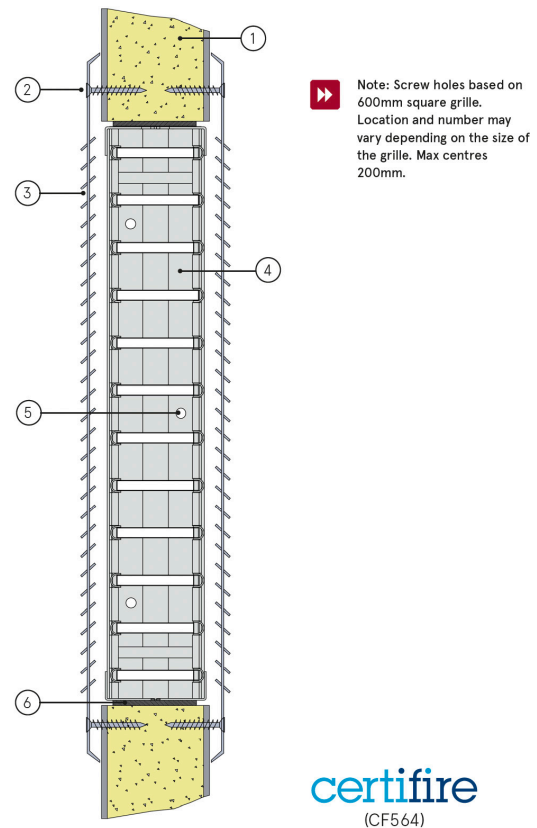 1
2
3
4
5
6
Note: Screw holes based on
600mm square grille.
Location and number may
vary depending on the size of
the grille. Max centres
200mm.
certifire
(CF564)